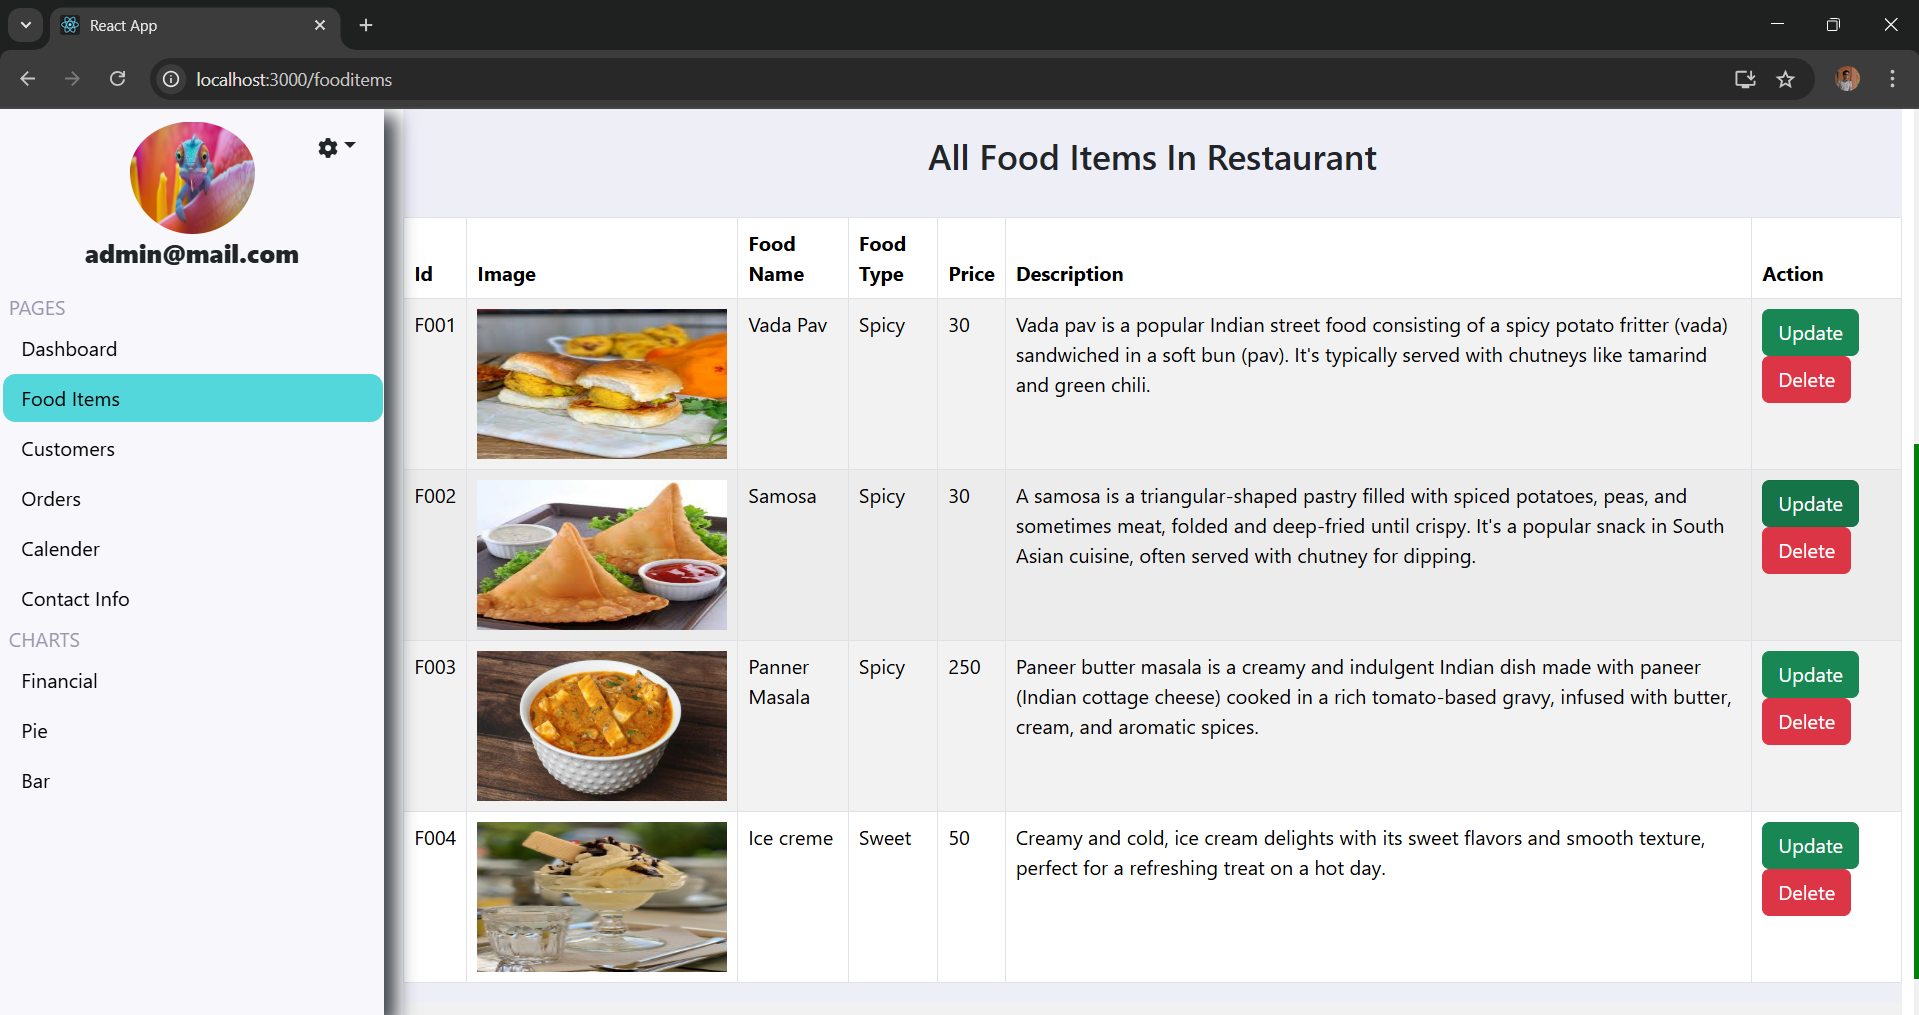 React App
localhost:3000/fooditems
admin@mail.com
PAGES
Dashboard
Food Items
Customers
Orders
Calender
Contact Info
CHARTS
Financial
Pie
Bar
All Food Items In Restaurant
Id Image Food Name Food Type Price Description Action
F001 Vada Pav Spicy 30 Vada pav is a popular Indian street food consisting of a spicy potato fritter (vada)
sandwiched in a soft bun (pav). It's typically served with chutneys like tamarind
and green chili.
Update
Delete
F002 Samosa Spicy 30 A samosa is a triangular-shaped pastry filled with spiced potatoes, peas, and
sometimes meat, folded and deep-fried until crispy. It's a popular snack in South
Asian cuisine, often served with chutney for dipping.
Update
Delete
F003 Panner Masala Spicy 250 Paneer butter masala is a creamy and indulgent Indian dish made with paneer
(Indian cottage cheese) cooked in a rich tomato-based gravy, infused with butter,
cream, and aromatic spices.
Update
Delete
F004 Ice creme Sweet 50 Creamy and cold, ice cream delights with its sweet flavors and smooth texture,
perfect for a refreshing treat on a hot day.
Update
Delete